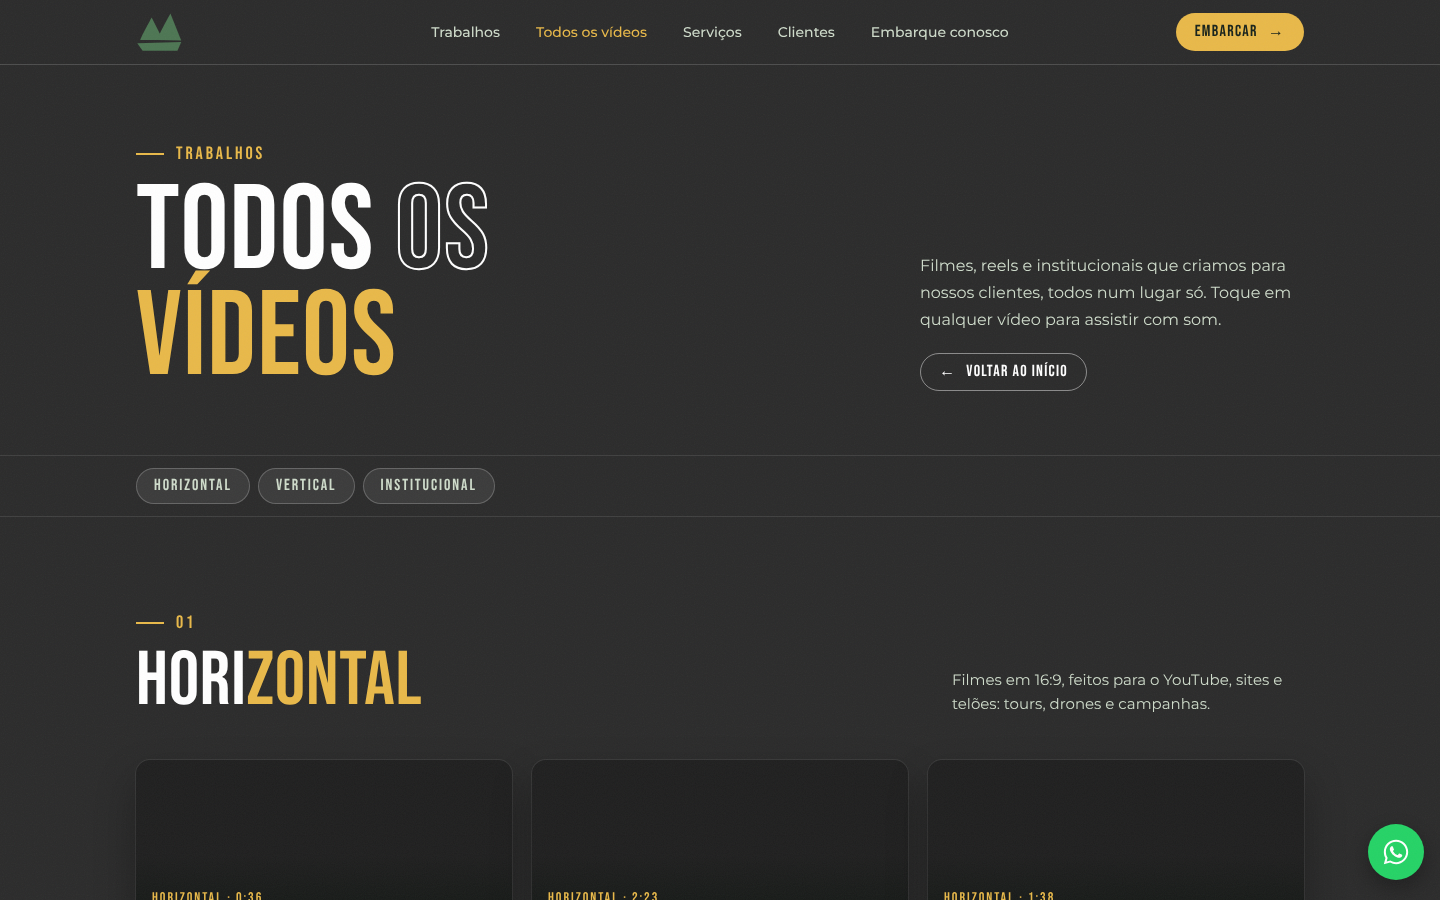 Trabalhos
Todos os vídeos
Serviços
Clientes
Embarque conosco
EMBARCAR →
TRABALHOS
TODOS OS
VÍDEOS
Filmes, reels e institucionais que criamos para
nossos clientes, todos num lugar só. Toque em
qualquer vídeo para assistir com som.
← VOLTAR AO INÍCIO
HORIZONTAL
VERTICAL
INSTITUCIONAL
01
HORIZONTAL
Filmes em 16:9, feitos para o YouTube, sites e
telões: tours, drones e campanhas.
HORIZONTAL · 0:36
HORIZONTAL · 2:23
HORIZONTAL · 1:38